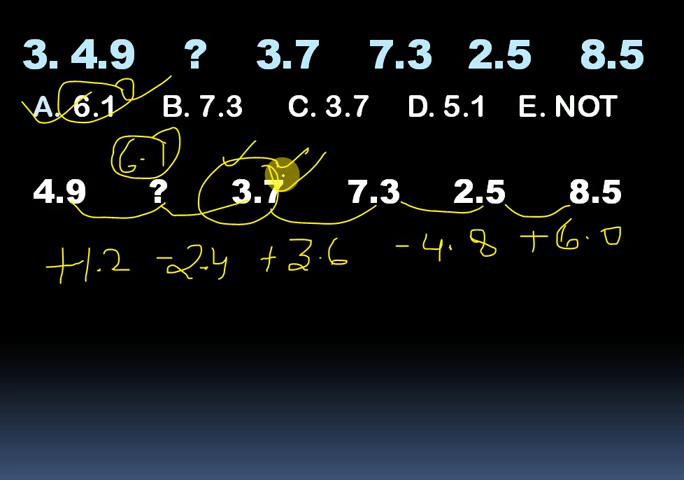 3. 4.9 ? 3.7 7.3 2.5 8.5
A. 6.1 B. 7.3 C. 3.7 D. 5.1 E. NOT
6.1
4.9 ? 3.7 7.3 2.5 8.5
+1.2 -2.4 +3.6 -4.8 +6.0